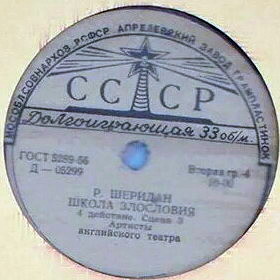 МОСОБЛСОВНАРХОЗ РСФСР АПРЕЛЕВСКИЙ ЗАВОД ГРАМПЛАСТИНОК
СССР
Долгоиграющая 33 об/м.
ГОСТ 5289-56
Вторая гр. 4
Д — 05299
Р. ШЕРИДАН
ШКОЛА ЗЛОСЛОВИЯ
4 действие. Сцена 3
Артисты
английского театра